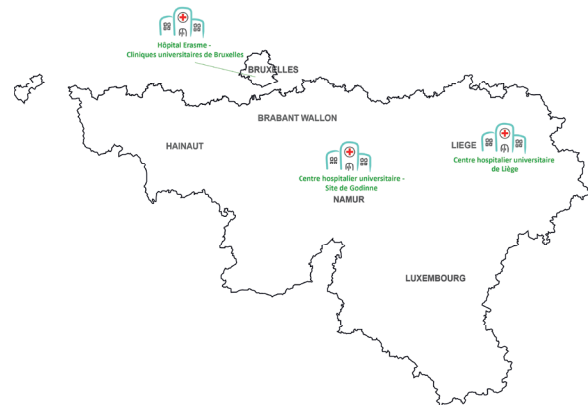 Hôpital Erasme -
Cliniques universitaires de Bruxelles
BRUXELLES
BRABANT WALLON
HAINAUT
LIEGE
Centre hospitalier universitaire
de Liège
Centre hospitalier universitaire -
Site de Godinne
NAMUR
LUXEMBOURG